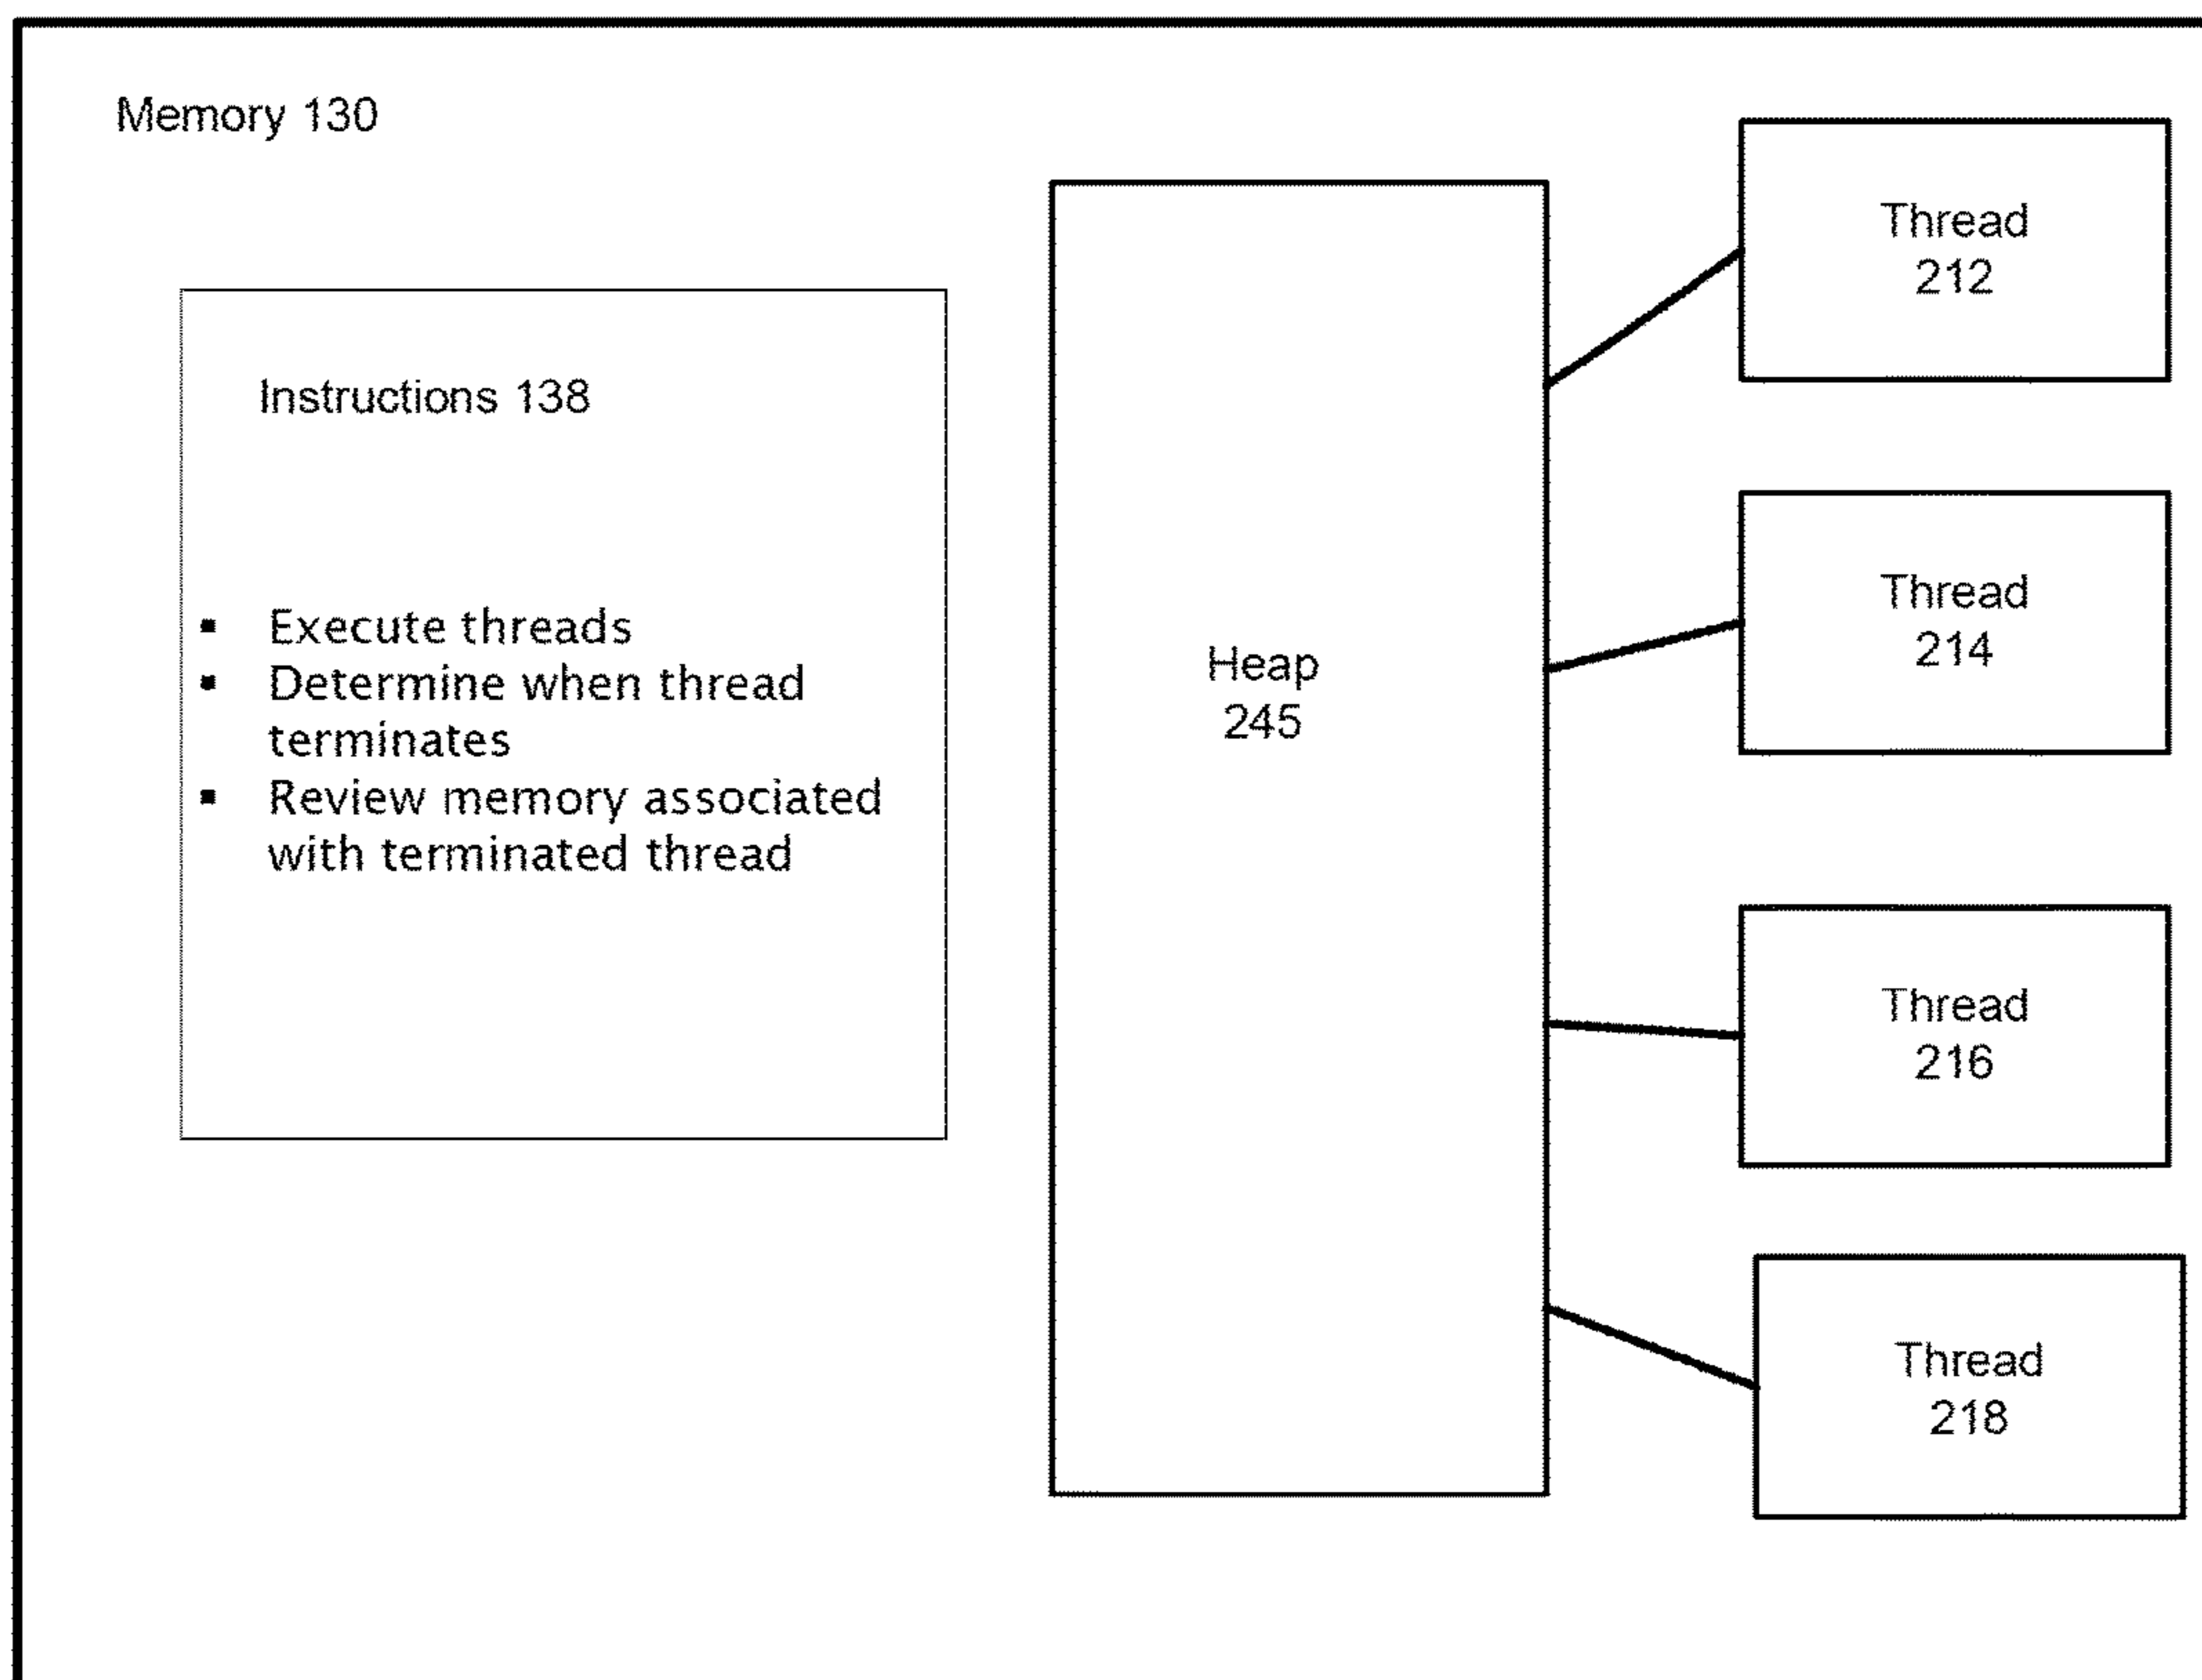 Memory 130
Instructions 138
▪ Execute threads
▪ Determine when thread
terminates
▪ Review memory associated
with terminated thread
Heap
245
Thread
212
Thread
214
Thread
216
Thread
218